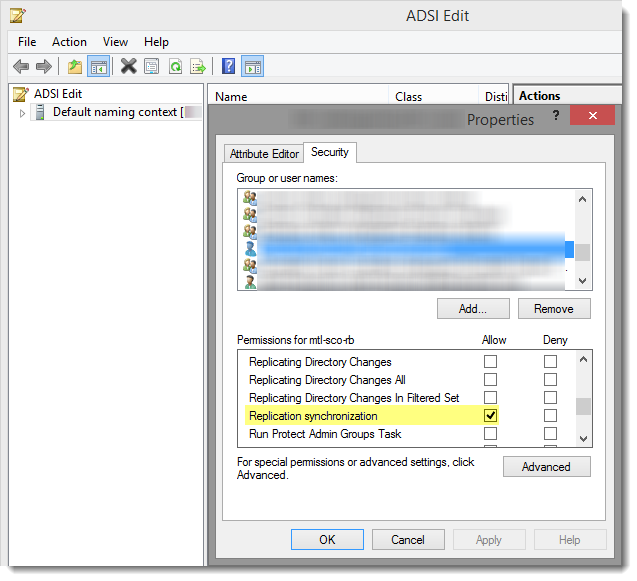 ADSI Edit
File Action View Help
ADSI Edit
Default naming context [
Name Class Disti
Actions
Properties ? x
Attribute Editor Security
Group or user names:
Add... Remove
Permissions for mtl-sco-rb Allow Deny
Replicating Directory Changes
Replicating Directory Changes All
Replicating Directory Changes In Filtered Set
Replication synchronization
Run Protect Admin Groups Task
For special permissions or advanced settings, click
Advanced.
Advanced
OK Cancel Apply Help